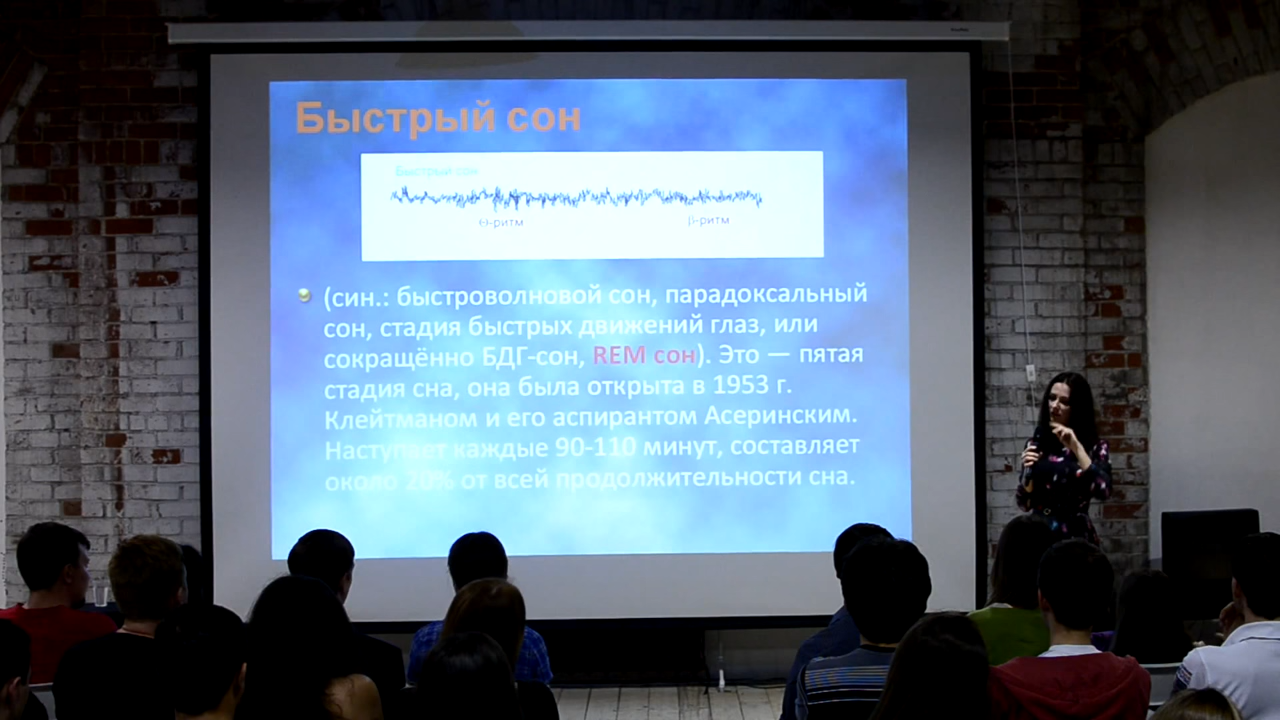 Быстрый сон
Быстрый сон
Θ-ритм β-ритм
(син.: быстроволновой сон, парадоксальный
сон, стадия быстрых движений глаз, или
сокращённо БДГ-сон, REM сон). Это — пятая
стадия сна, она была открыта в 1953 г.
Клейтманом и его аспирантом Асеринским.
Наступает каждые 90-110 минут, составляет
около 20% от всей продолжительности сна.